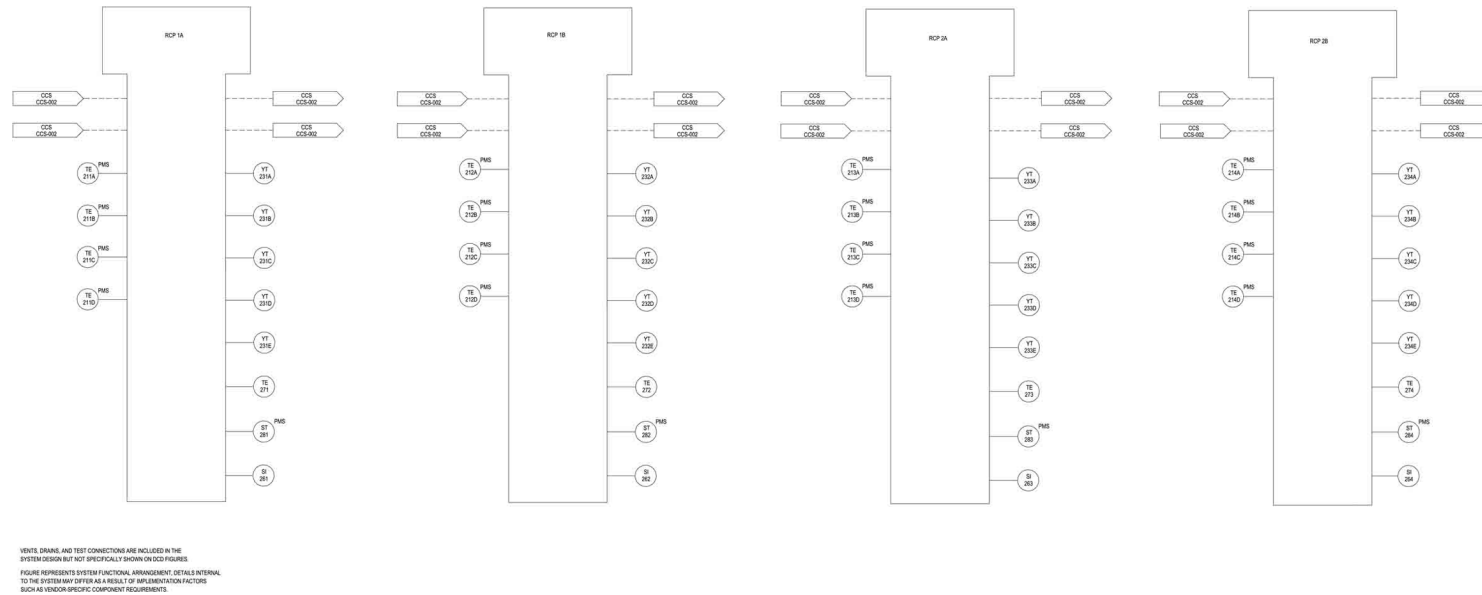 RCP 1A
CCS
CCS-002
CCS
CCS-002
CCS
CCS-002
CCS
CCS-002
TE
211A
PMS
TE
211B
PMS
TE
211C
PMS
TE
211D
PMS
YT
231A
YT
231B
YT
231C
YT
231D
YT
231E
TE
271
ST
281
PMS
SI
261
RCP 1B
CCS
CCS-002
CCS
CCS-002
CCS
CCS-002
CCS
CCS-002
TE
212A
PMS
TE
212B
PMS
TE
212C
PMS
TE
212D
PMS
YT
232A
YT
232B
YT
232C
YT
232D
YT
232E
TE
272
ST
282
PMS
SI
262
RCP 2A
CCS
CCS-002
CCS
CCS-002
CCS
CCS-002
CCS
CCS-002
TE
213A
PMS
TE
213B
PMS
TE
213C
PMS
TE
213D
PMS
YT
233A
YT
233B
YT
233C
YT
233D
YT
233E
TE
273
ST
283
PMS
SI
263
RCP 2B
CCS
CCS-002
CCS
CCS-002
CCS
CCS-002
CCS
CCS-002
TE
214A
PMS
TE
214B
PMS
TE
214C
PMS
TE
214D
PMS
YT
234A
YT
234B
YT
234C
YT
234D
YT
234E
TE
274
ST
284
PMS
SI
264
VENTS, DRAINS, AND TEST CONNECTIONS ARE INCLUDED IN THE
SYSTEM DESIGN BUT NOT SPECIFICALLY SHOWN ON DCD FIGURES.
FIGURE REPRESENTS SYSTEM FUNCTIONAL ARRANGEMENT, DETAILS INTERNAL
TO THE SYSTEM MAY DIFFER AS A RESULT OF IMPLEMENTATION FACTORS
SUCH AS VENDOR-SPECIFIC COMPONENT REQUIREMENTS.